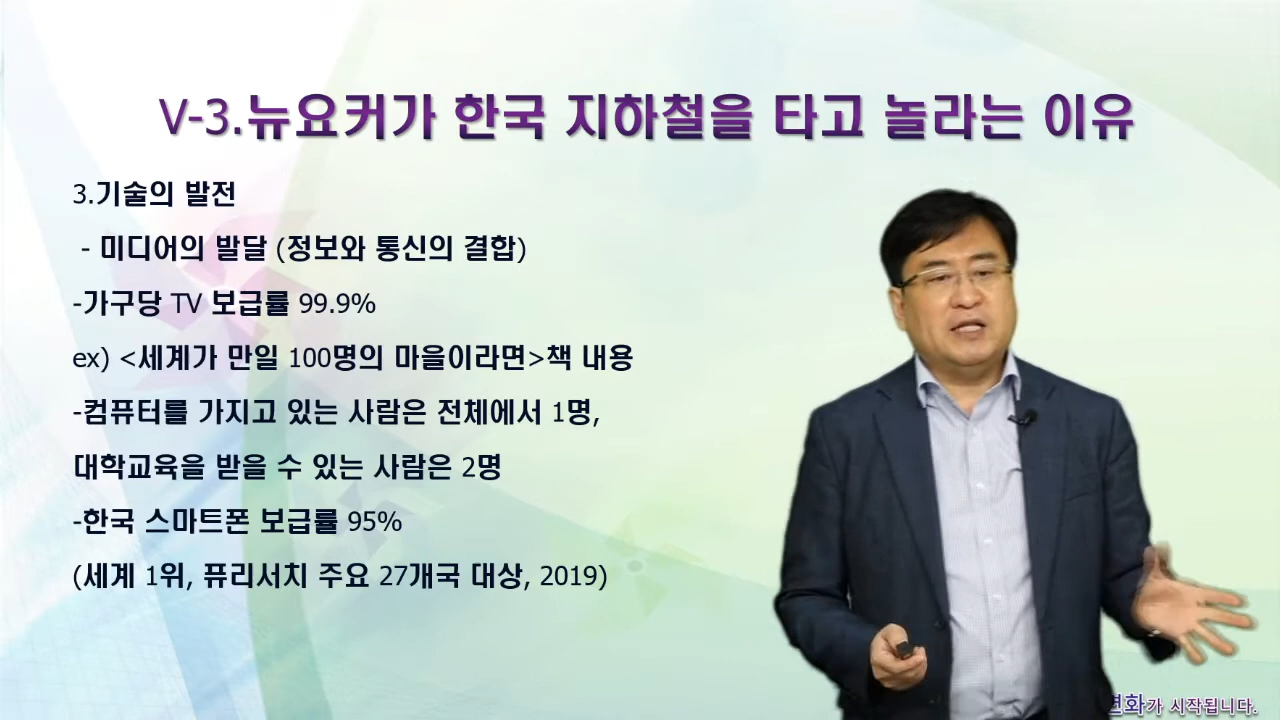 V-3.뉴요커가 한국 지하철을 타고 놀라는 이유
3.기술의 발전
- 미디어의 발달 (정보와 통신의 결합)
-가구당 TV 보급률 99.9%
ex) <세계가 만일 100명의 마을이라면>책 내용
-컴퓨터를 가지고 있는 사람은 전체에서 1명,
대학교육을 받을 수 있는 사람은 2명
-한국 스마트폰 보급률 95%
(세계 1위, 퓨리서치 주요 27개국 대상, 2019)
변화가 시작됩니다.